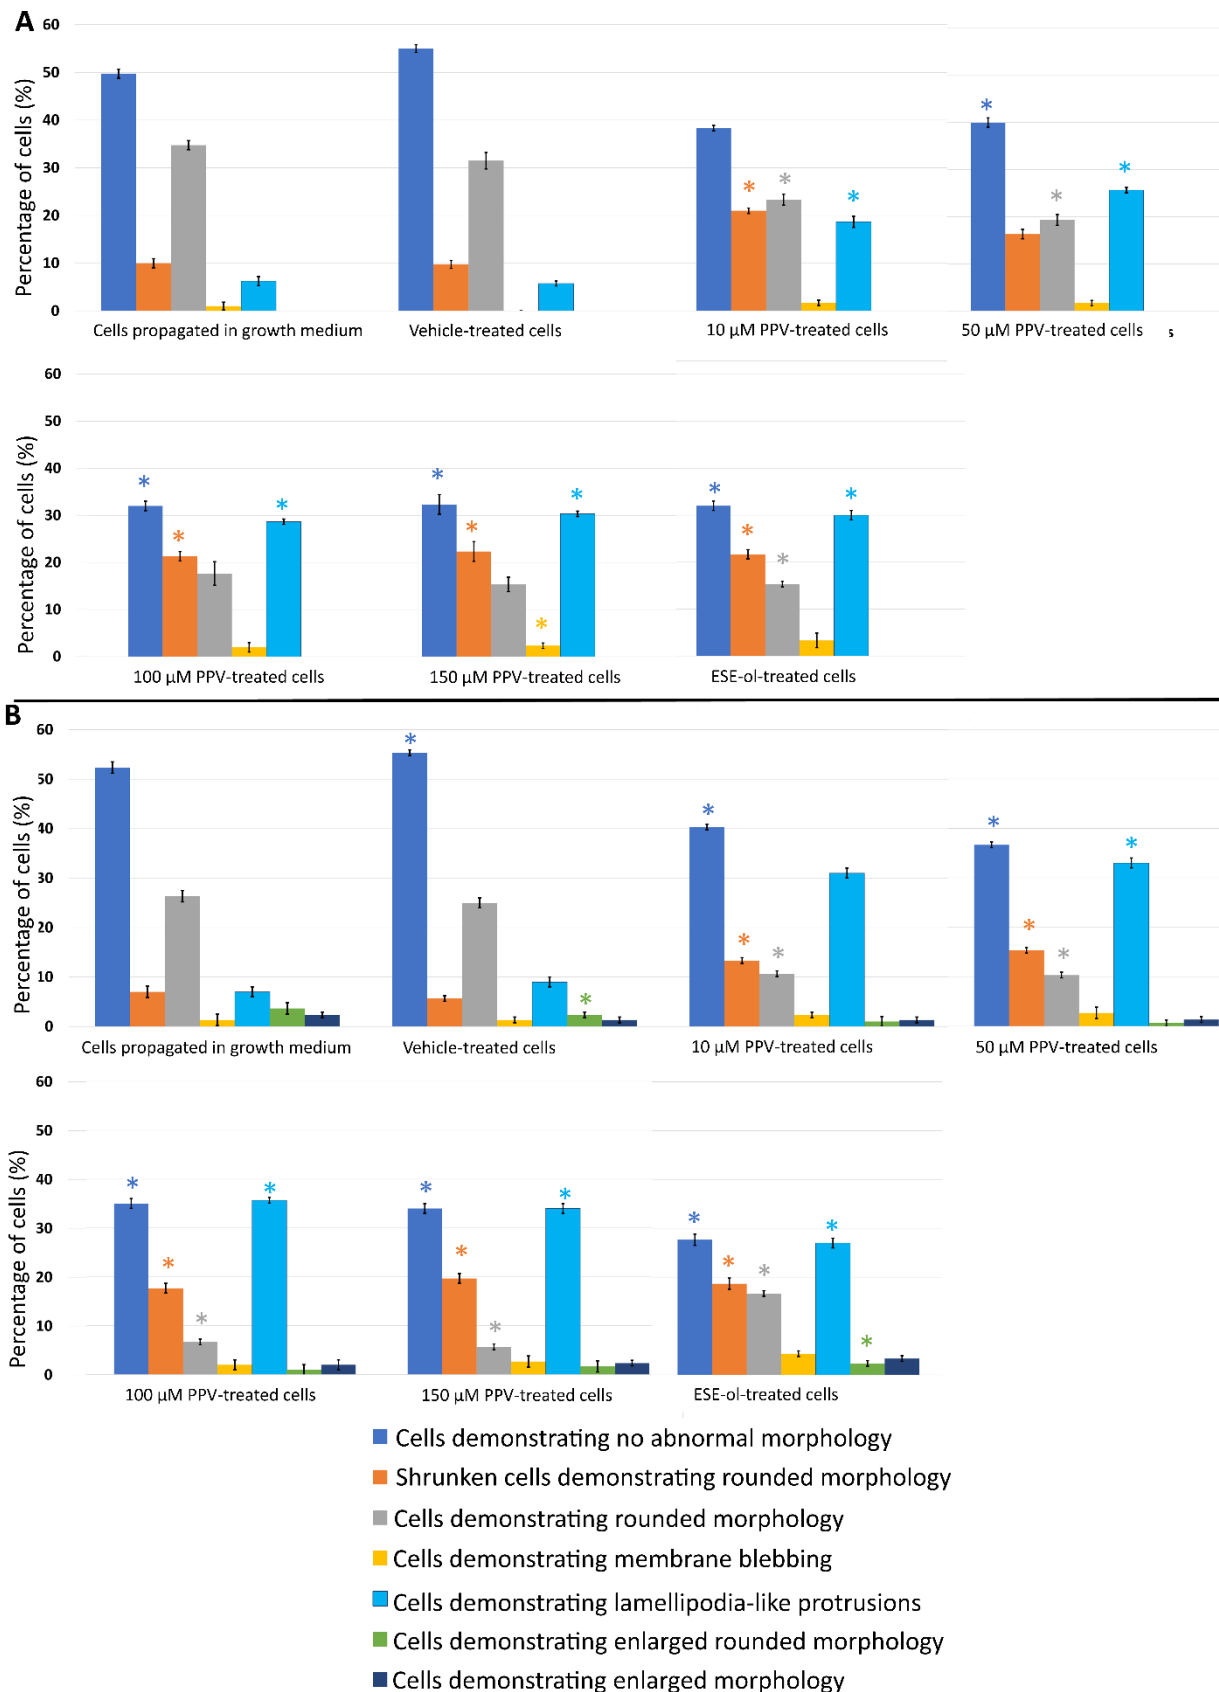 A
Percentage of cells (%)
60
50
40
30
20
10
0
Cells propagated in growth medium
Vehicle-treated cells
10 µM PPV-treated cells
50 µM PPV-treated cells
s
*
*
*
*
*
*
Percentage of cells (%)
60
50
40
30
20
10
0
100 µM PPV-treated cells
150 µM PPV-treated cells
ESE-ol-treated cells
*
*
*
*
*
*
*
*
*
*
*
B
Percentage of cells (%)
60
50
40
30
20
10
0
Cells propagated in growth medium
Vehicle-treated cells
10 µM PPV-treated cells
50 µM PPV-treated cells
*
*
*
*
*
*
*
*
*
Percentage of cells (%)
60
50
40
30
20
10
0
100 µM PPV-treated cells
150 µM PPV-treated cells
ESE-ol-treated cells
*
*
*
*
*
*
*
*
*
*
*
*
*
Cells demonstrating no abnormal morphology
Shrunken cells demonstrating rounded morphology
Cells demonstrating rounded morphology
Cells demonstrating membrane blebbing
Cells demonstrating lamellipodia-like protrusions
Cells demonstrating enlarged rounded morphology
Cells demonstrating enlarged morphology